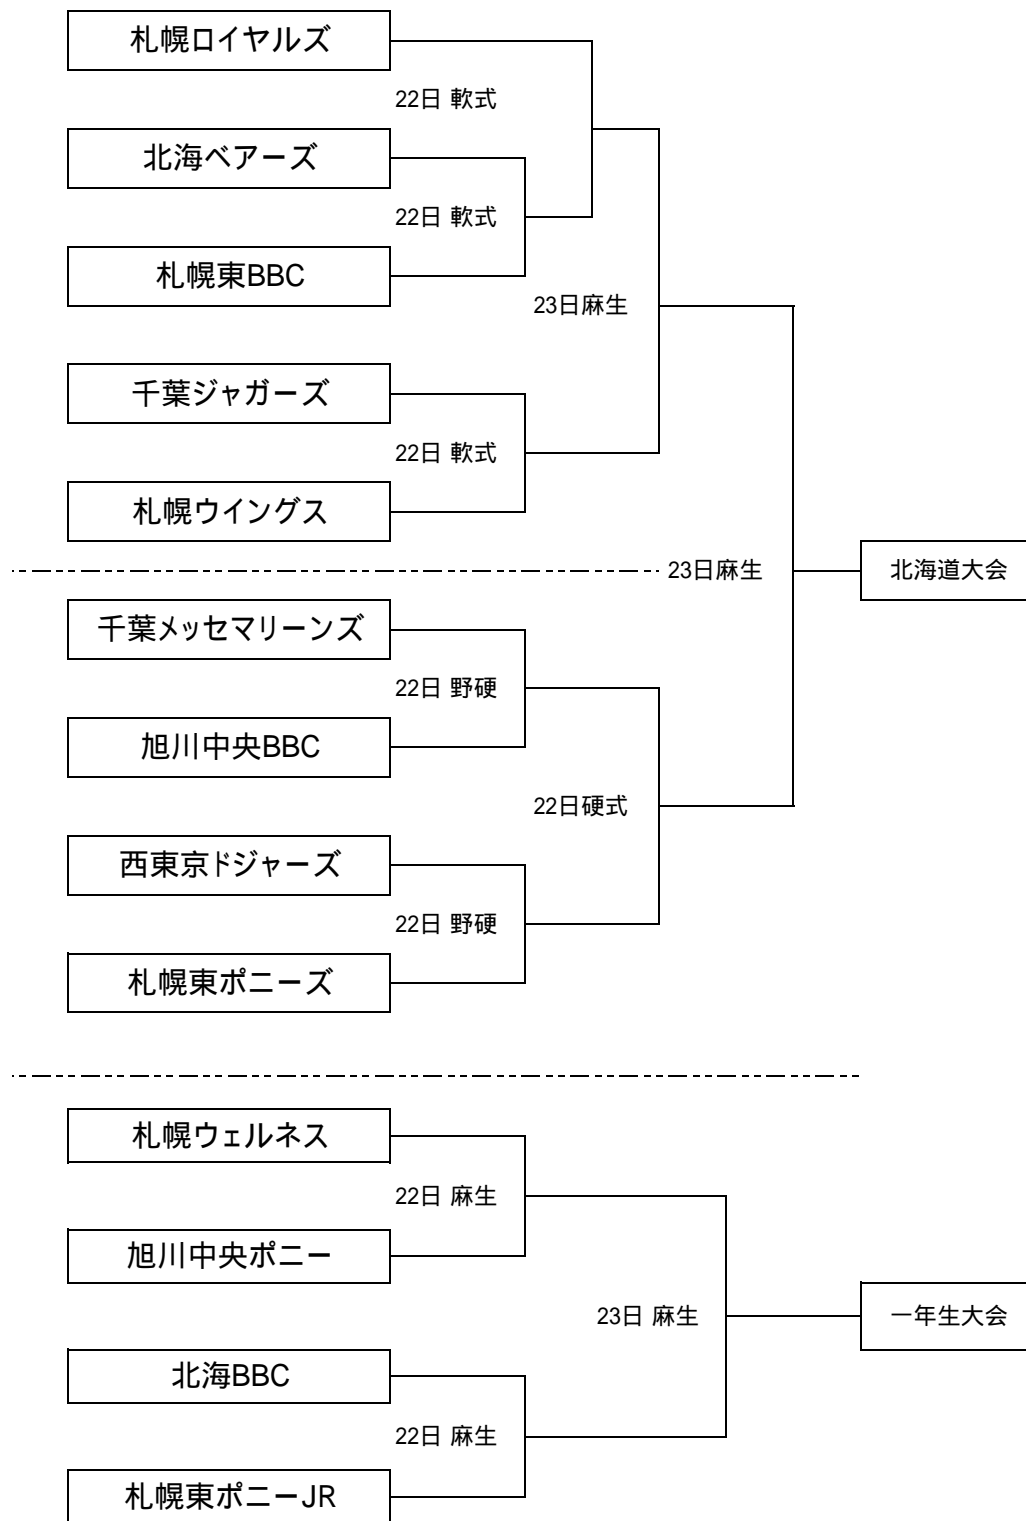 札幌ロイヤルズ
22日 軟式
北海ベアーズ
22日 軟式
札幌東BBC
23日麻生
千葉ジャガーズ
22日 軟式
札幌ウイングス
23日麻生
北海道大会
千葉メッセマリーンズ
22日 野硬
旭川中央BBC
22日硬式
西東京ドジャーズ
22日 野硬
札幌東ポニーズ
札幌ウェルネス
22日 麻生
旭川中央ポニー
23日 麻生
一年生大会
北海BBC
22日 麻生
札幌東ポニーJR